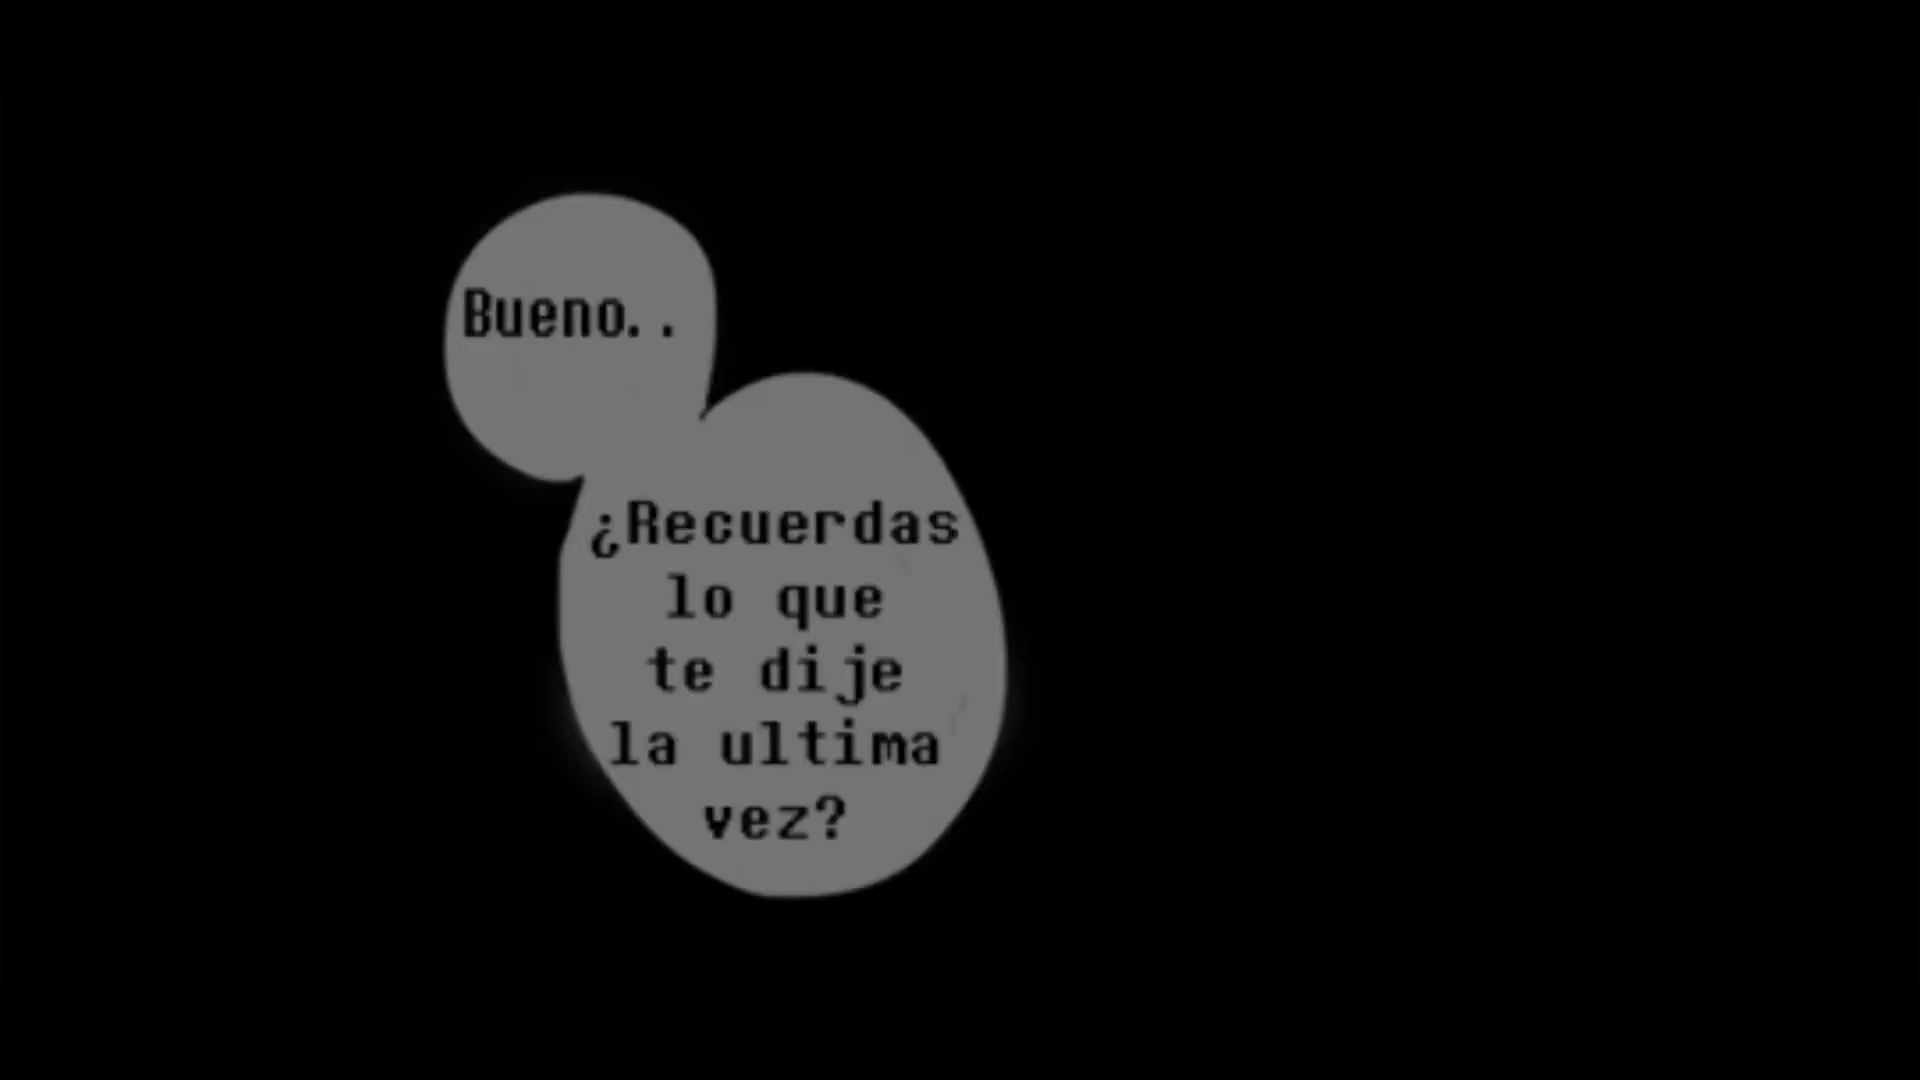 Bueno..
¿Recuerdas
lo que
te dije
la ultima
vez?